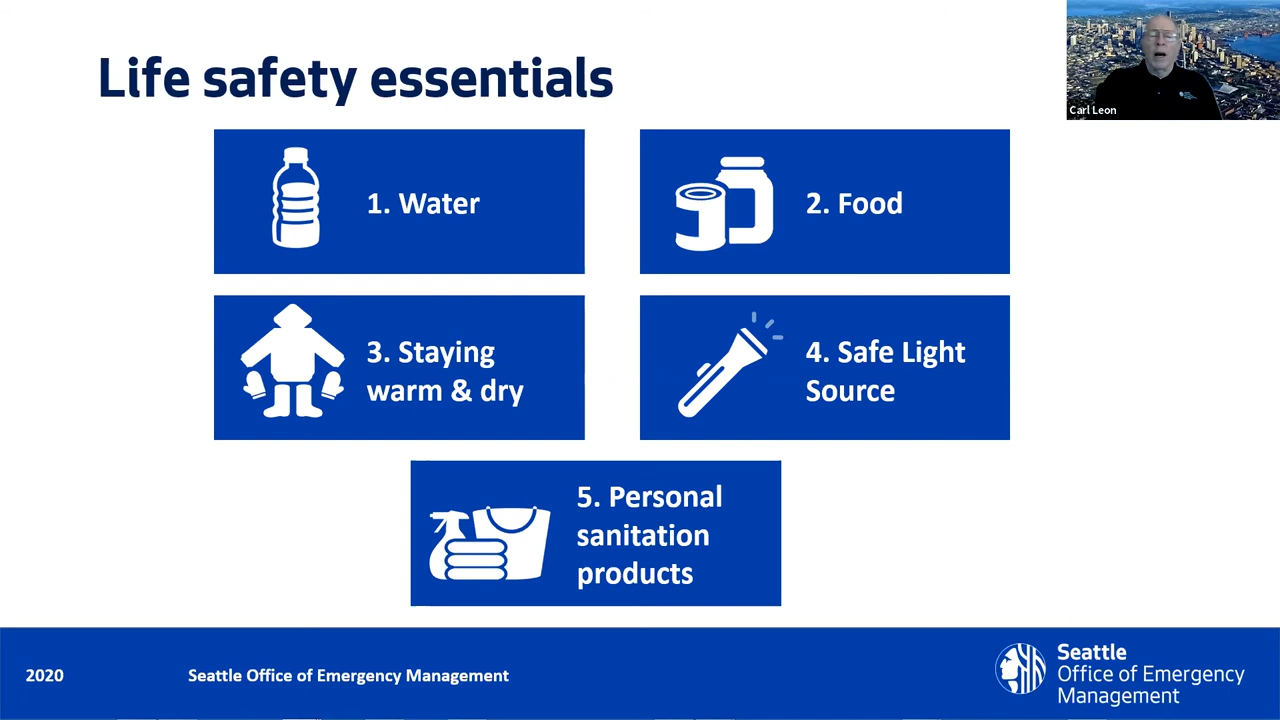 Life safety essentials
Carl Leon
1. Water
2. Food
3. Staying
warm & dry
4. Safe Light
Source
5. Personal
sanitation
products
2020
Seattle Office of Emergency Management
Seattle
Office of Emergency
Management